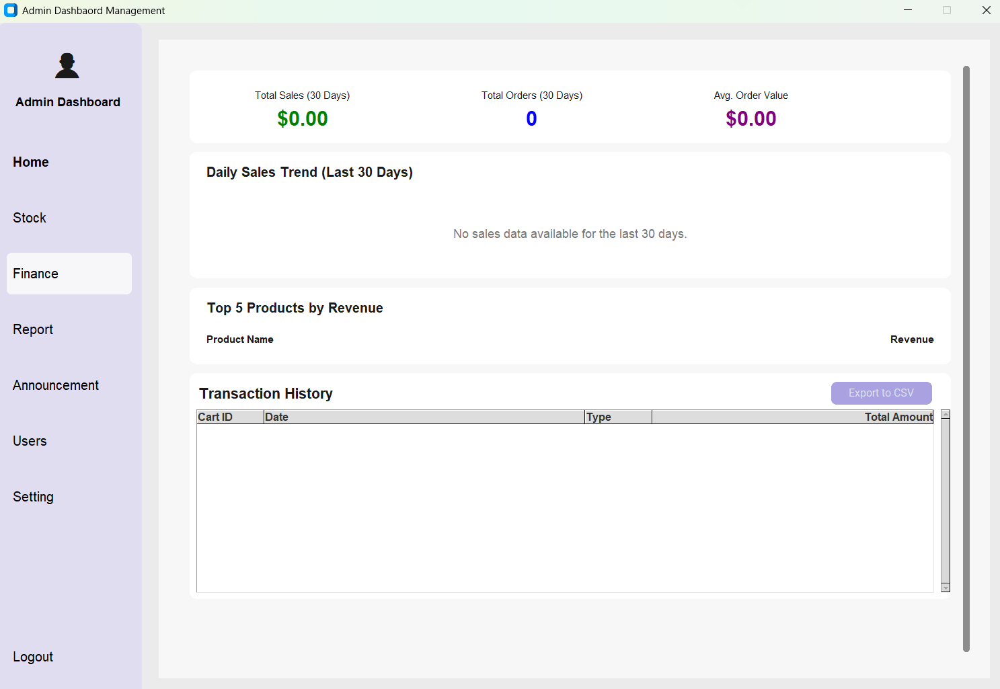 Admin Dashbaord Management
Admin Dashboard
Home
Stock
Finance
Report
Announcement
Users
Setting
Logout
Total Sales (30 Days)
$0.00
Total Orders (30 Days)
0
Avg. Order Value
$0.00
Daily Sales Trend (Last 30 Days)
No sales data available for the last 30 days.
Top 5 Products by Revenue
Product Name Revenue
Transaction History
Export to CSV
Cart ID Date Type Total Amount